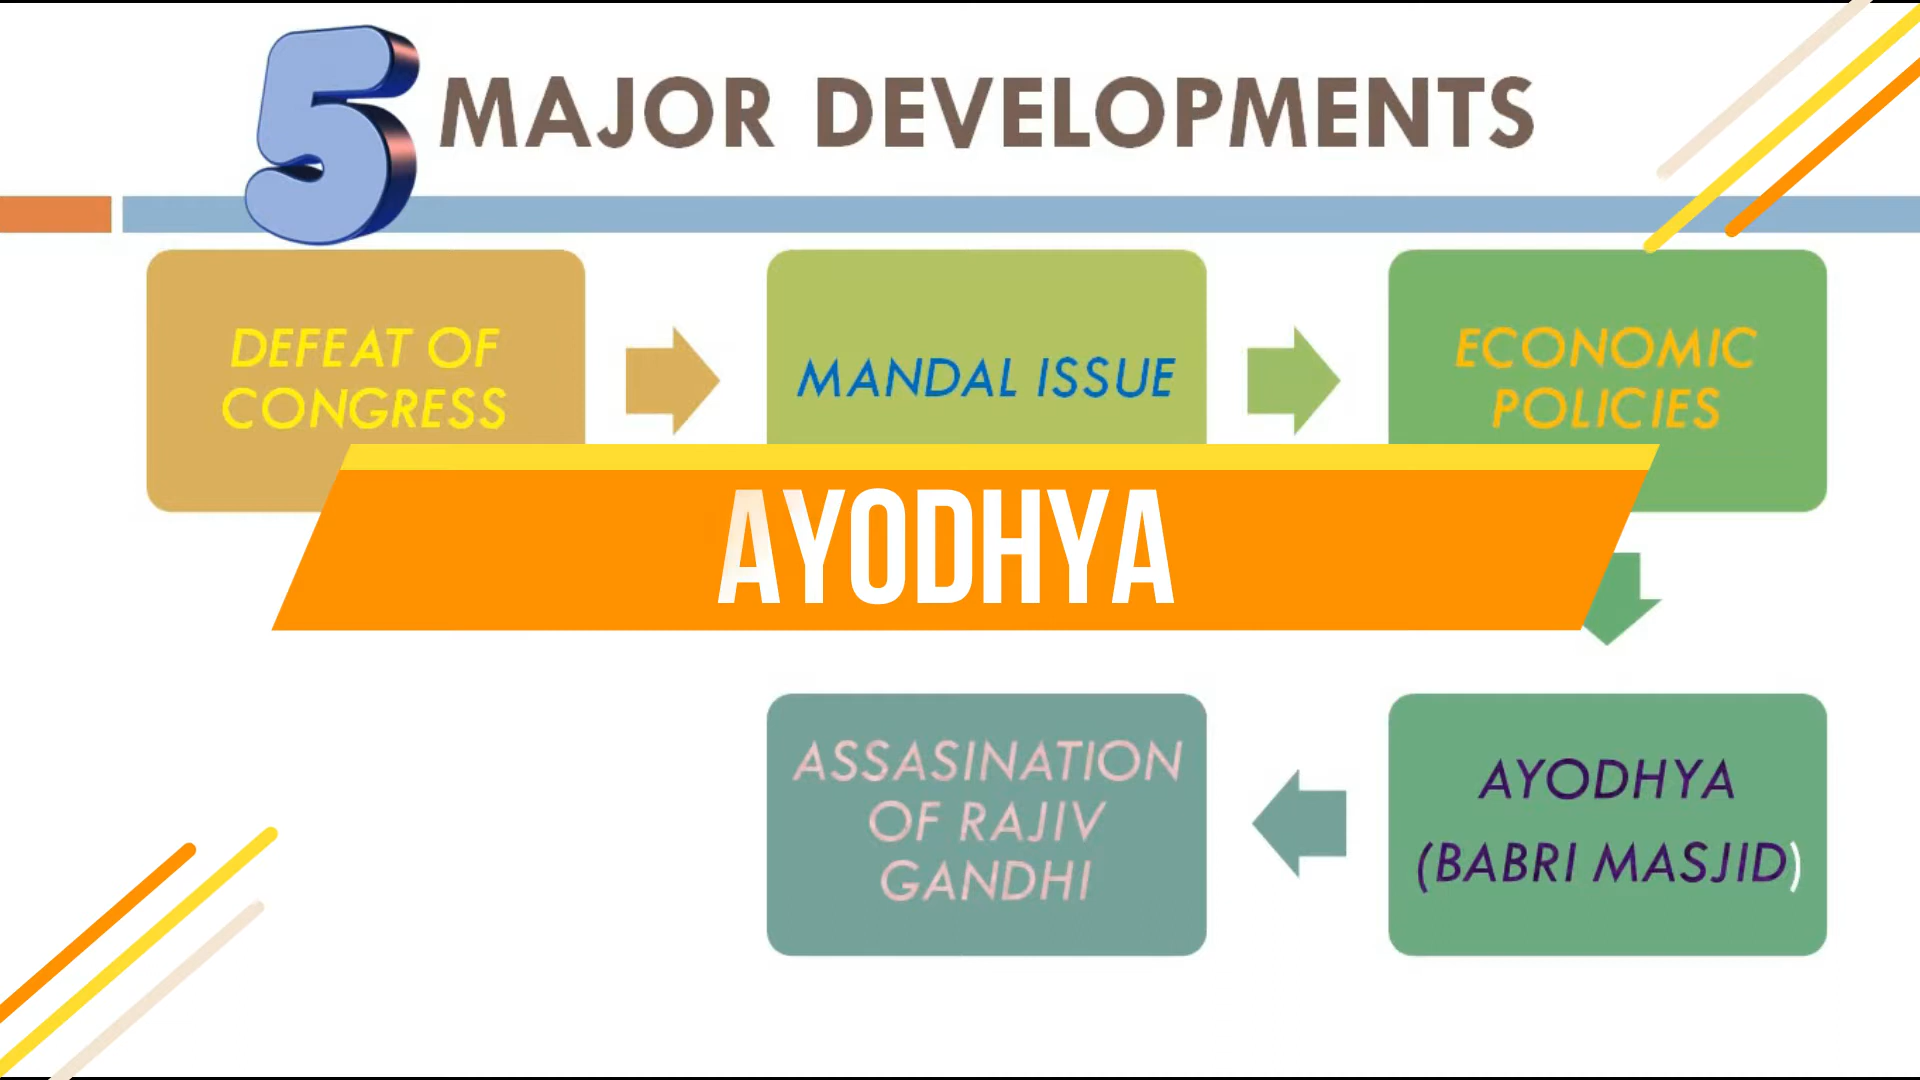 5 MAJOR DEVELOPMENTS
DEFEAT OF
CONGRESS
MANDAL ISSUE
ECONOMIC
POLICIES
AYODHYA
ASSASINATION
OF RAJIV
GANDHI
AYODHYA
(BABRI MASJID)